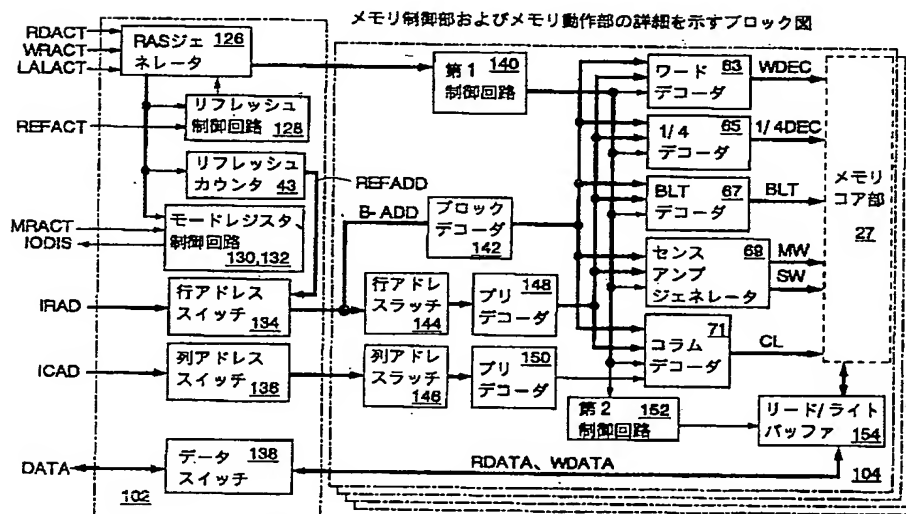 メモリ制御部およびメモリ動作部の詳細を示すブロック図
RDACT
WRACT
LALACT
RASジェ 126
ネレータ
REFACT
リフレッシュ
制御回路 128
リフレッシュ
カウンタ 43
REFADD
MRACT
IODIS
モードレジスタ、
制御回路
130,132
IRAD
行アドレス
スイッチ 134
ICAD
列アドレス
スイッチ 136
DATA
データ 138
スイッチ
102
第1 140
制御回路
B-ADD
ブロック
デコーダ
142
行アドレ
スラッチ
144
プリ 148
デコーダ
列アドレ
スラッチ
146
プリ 150
デコーダ
ワード 63
デコーダ
WDEC
1/4 65
デコーダ
1/4DEC
BLT 67
デコーダ
BLT
センス 69
アンプ
ジェネレータ
MW
SW
71
コラム
デコーダ
CL
メモリ
コア部
27
第2 152
制御回路
リード/ライト
バッファ 154
RDATA、WDATA
104